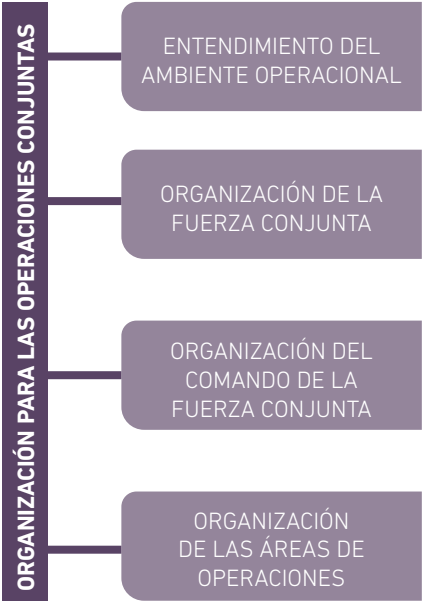 ORGANIZACIÓN PARA LAS OPERACIONES CONJUNTAS
ENTENDIMIENTO DEL
AMBIENTE OPERACIONAL
ORGANIZACIÓN DE LA
FUERZA CONJUNTA
ORGANIZACIÓN DEL
COMANDO DE LA
FUERZA CONJUNTA
ORGANIZACIÓN
DE LAS ÁREAS DE
OPERACIONES